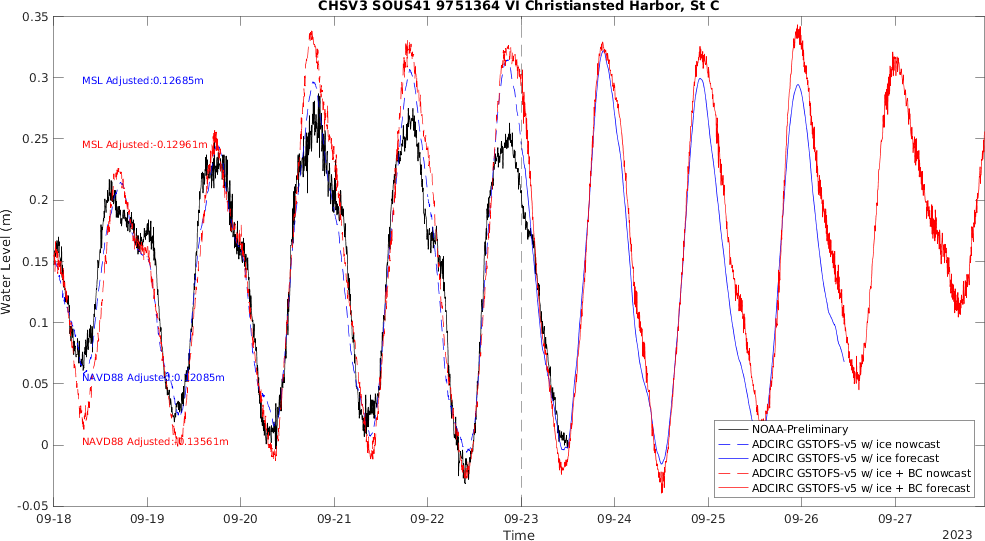 CHSV3 SOUS41 9751364 VI Christiansted Harbor, St C
0.35
0.3
0.25
0.2
0.15
0.1
0.05
0
-0.05
Water Level (m)
MSL Adjusted:0.12685m
MSL Adjusted:-0.12961m
NAVD88 Adjusted:0.12085m
NAVD88 Adjusted:-0.13561m
NOAA-Preliminary
ADCIRC GSTOFS-v5 w/ ice nowcast
ADCIRC GSTOFS-v5 w/ ice forecast
ADCIRC GSTOFS-v5 w/ ice + BC nowcast
ADCIRC GSTOFS-v5 w/ ice + BC forecast
09-18 09-19 09-20 09-21 09-22 09-23 09-24 09-25 09-26 09-27
Time
2023